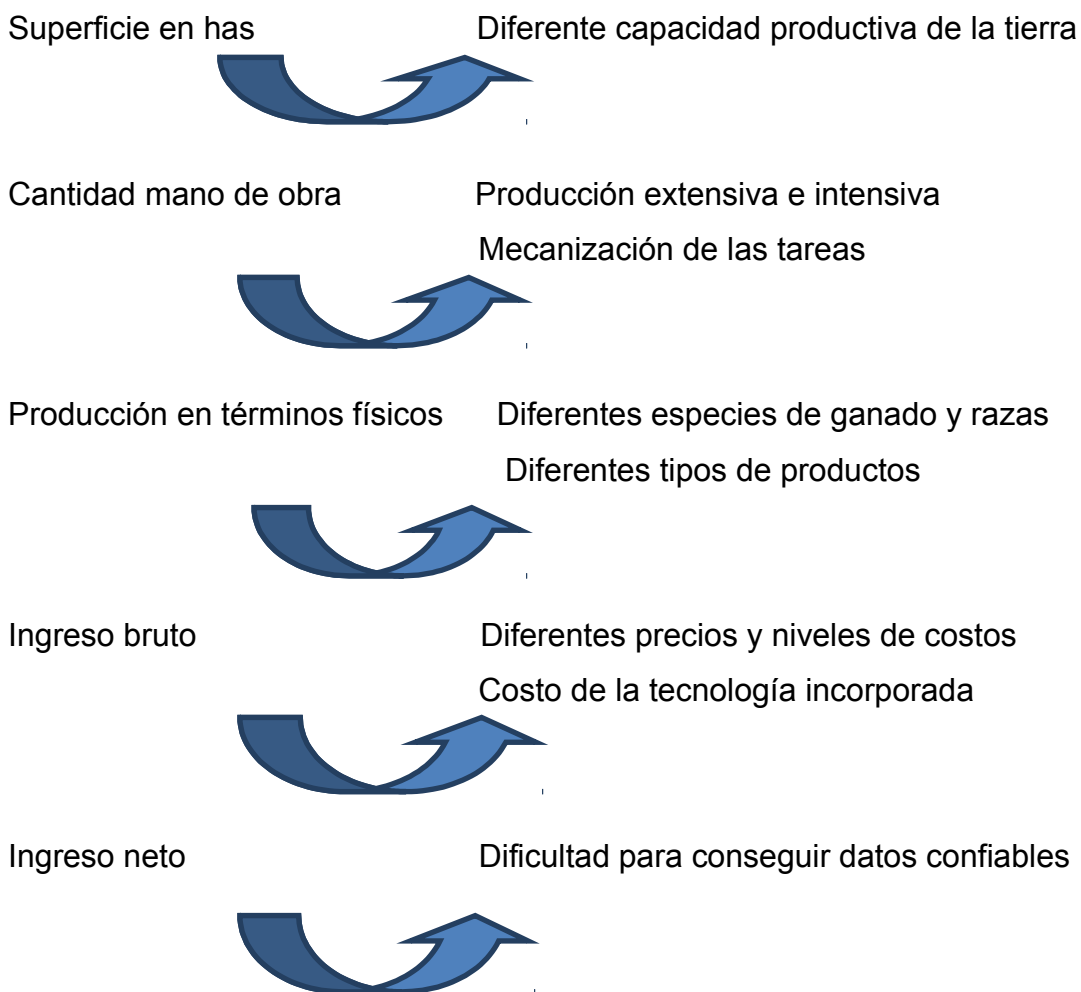 Superficie en has Diferente capacidad productiva de la tierra
Cantidad mano de obra Producción extensiva e intensiva
Mecanización de las tareas
Producción en términos físicos Diferentes especies de ganado y razas
Diferentes tipos de productos
Ingreso bruto Diferentes precios y niveles de costos
Costo de la tecnología incorporada
Ingreso neto Dificultad para conseguir datos confiables